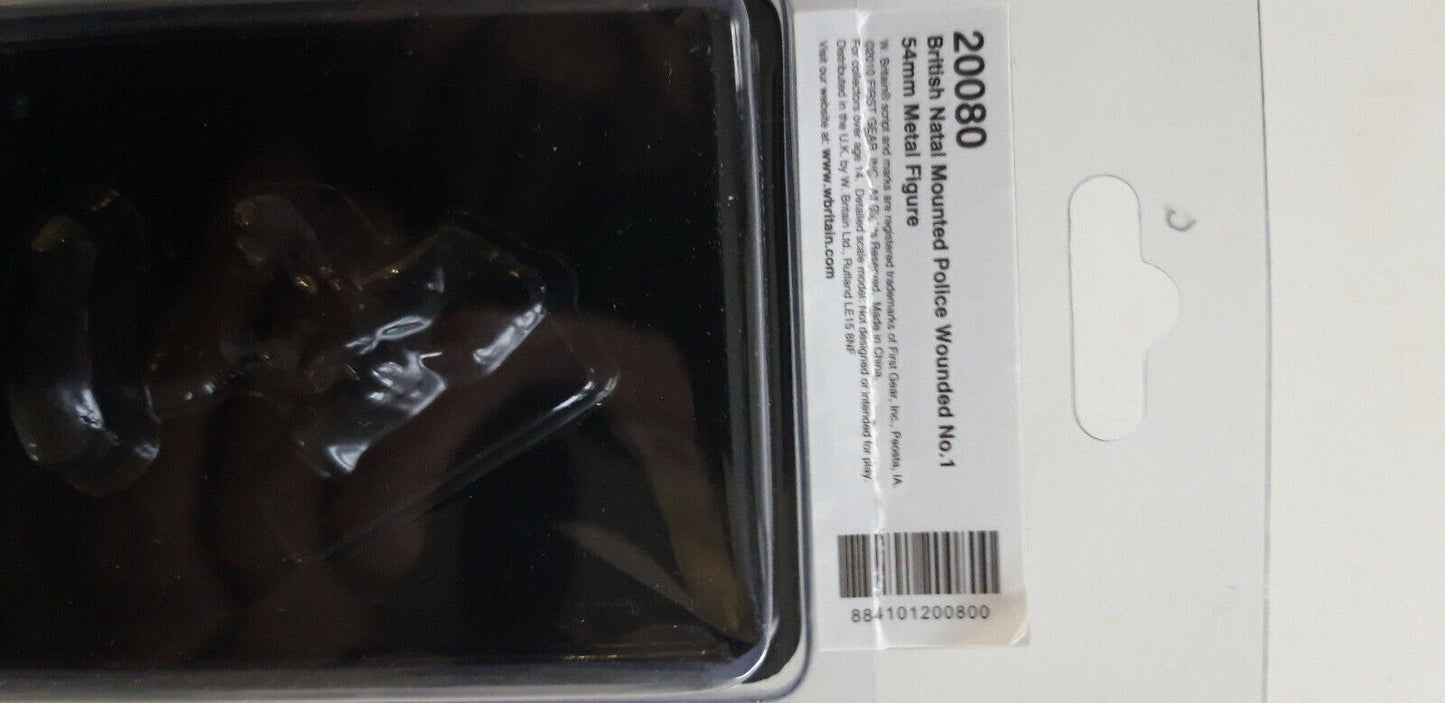 20080
British Natal Mounted Police Wounded No.1
54mm Metal Figure
W. Britain® script and marks are registered trademarks of First Gear, Inc., Peosta, IA.
©2010 FIRST GEAR, INC. All Rights Reserved. Made in China.
For collectors over age 14. Detailed scale model. Not designed or intended for play.
Distributed in the U.K. by W. Britain Ltd., Rutland LE15 8NF
Visit our website at: www.wbritain.com
884101200800